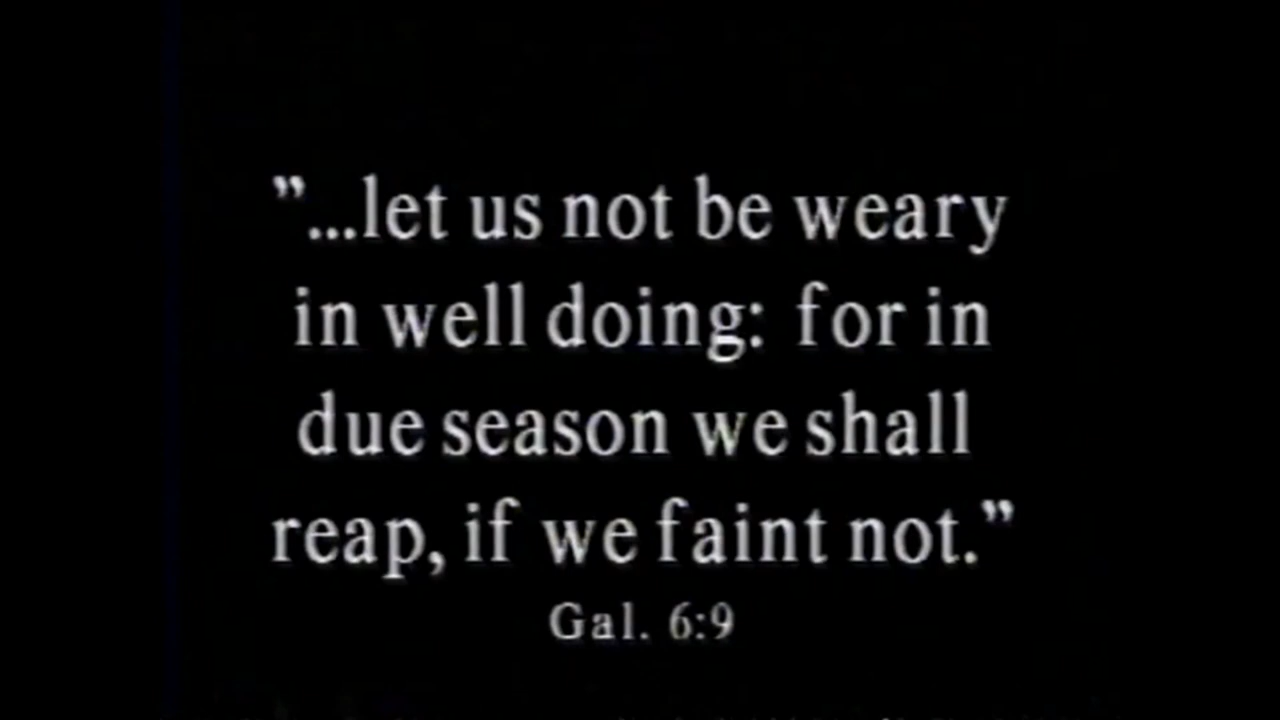 ”...let us not be weary
in well doing: for in
due season we shall
reap, if we faint not.”
Gal. 6:9